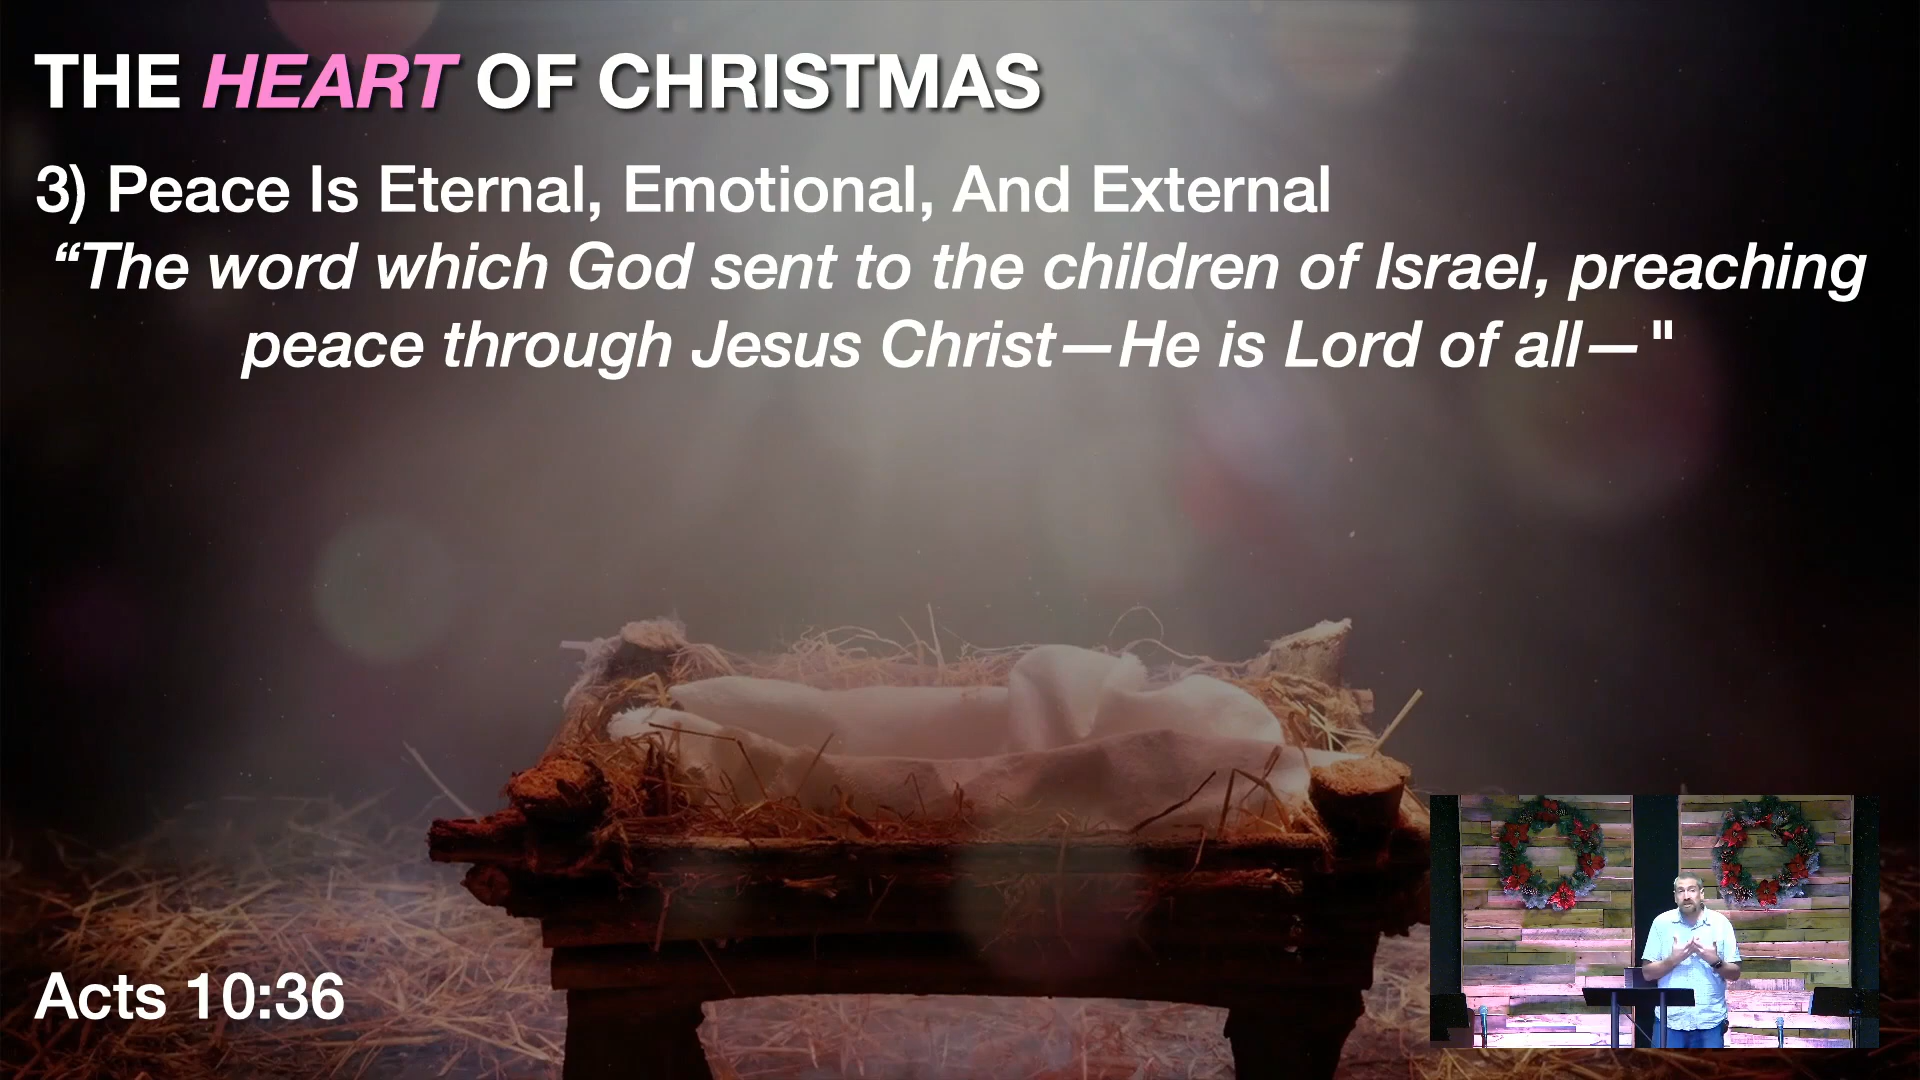 THE HEART OF CHRISTMAS
3) Peace Is Eternal, Emotional, And External
“The word which God sent to the children of Israel, preaching
peace through Jesus Christ—He is Lord of all—"
Acts 10:36